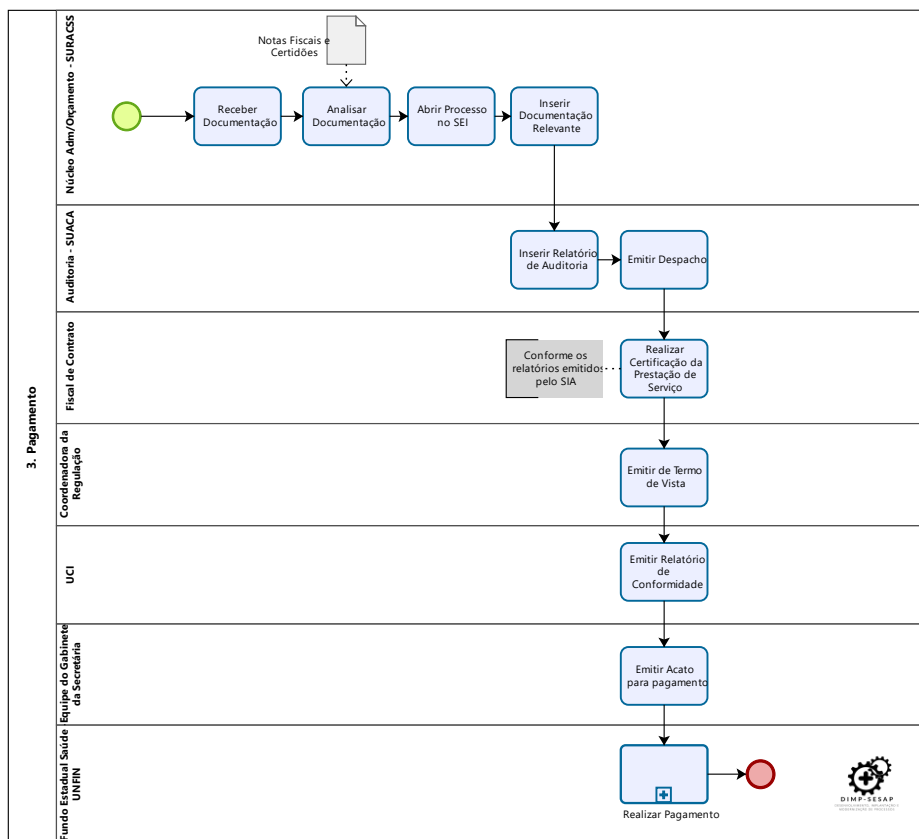 3. Pagamento
Núcleo Adm/Orçamento - SURACSS
Notas Fiscais e
Certidões
Receber
Documentação
Analisar
Documentação
Abrir Processo
no SEI
Inserir
Documentação
Relevante
Auditoria - SUACA
Inserir Relatório
de Auditoria
Emitir Despacho
Fiscal de Contrato
Conforme os
relatórios emitidos
pelo SIA
Realizar
Certificação da
Prestação de
Serviço
Coordenadora da
Regulação
Emitir de Termo
de Vista
UCI
Emitir Relatório
de
Conformidade
Equipe do Gabinete
da Secretária
Emitir Acato
para pagamento
Fundo Estadual Saúde -
UNFIN
Realizar Pagamento
DIMP-SESAP